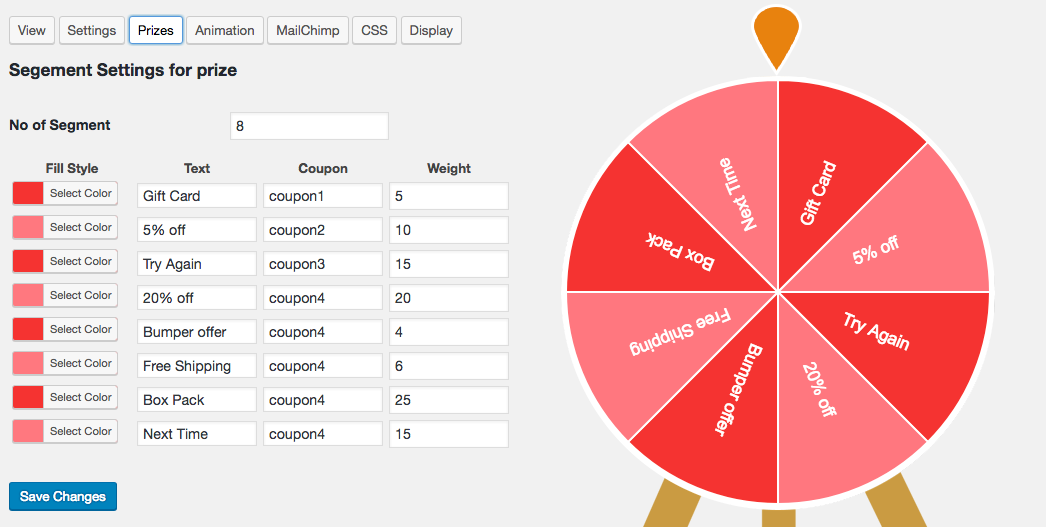 View Settings Prizes Animation MailChimp CSS Display
Segement Settings for prize
No of Segment 8
Fill Style Text Coupon Weight
Select Color Gift Card coupon1 5
Select Color 5% off coupon2 10
Select Color Try Again coupon3 15
Select Color 20% off coupon4 20
Select Color Bumper offer coupon4 4
Select Color Free Shipping coupon4 6
Select Color Box Pack coupon4 25
Select Color Next Time coupon4 15
Save Changes
Gift Card
5% off
Try Again
20% off
Bumper offer
Free Shipping
Box Pack
Next Time